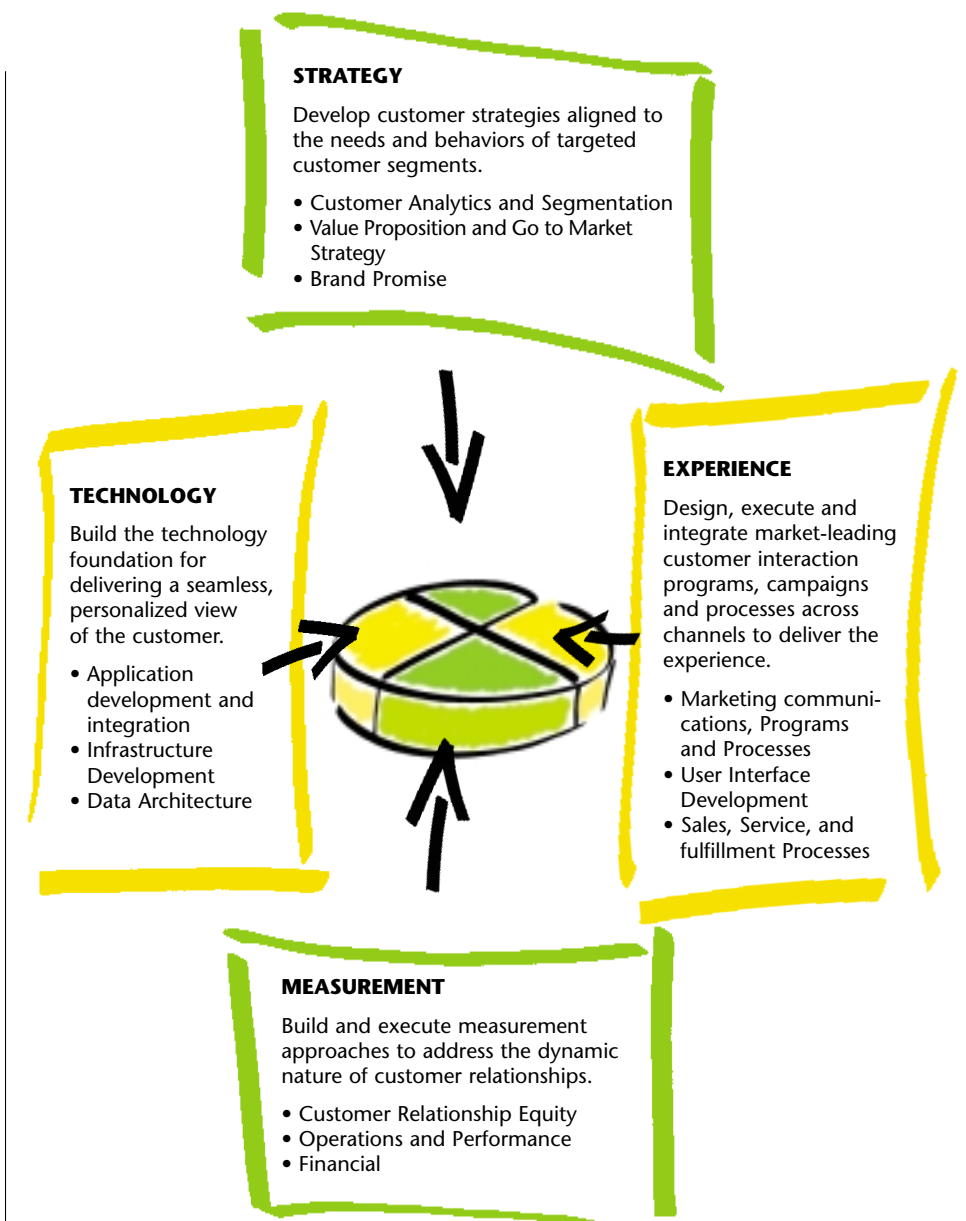 STRATEGY
Develop customer strategies aligned to
the needs and behaviors of targeted
customer segments.
• Customer Analytics and Segmentation
• Value Proposition and Go to Market
Strategy
• Brand Promise
TECHNOLOGY
Build the technology
foundation for
delivering a seamless,
personalized view
of the customer.
• Application
development and
integration
• Infrastructure
Development
• Data Architecture
EXPERIENCE
Design, execute and
integrate market-leading
customer interaction
programs, campaigns
and processes across
channels to deliver the
experience.
• Marketing communi-
cations, Programs
and Processes
• User Interface
Development
• Sales, Service, and
fulfillment Processes
MEASUREMENT
Build and execute measurement
approaches to address the dynamic
nature of customer relationships.
• Customer Relationship Equity
• Operations and Performance
• Financial